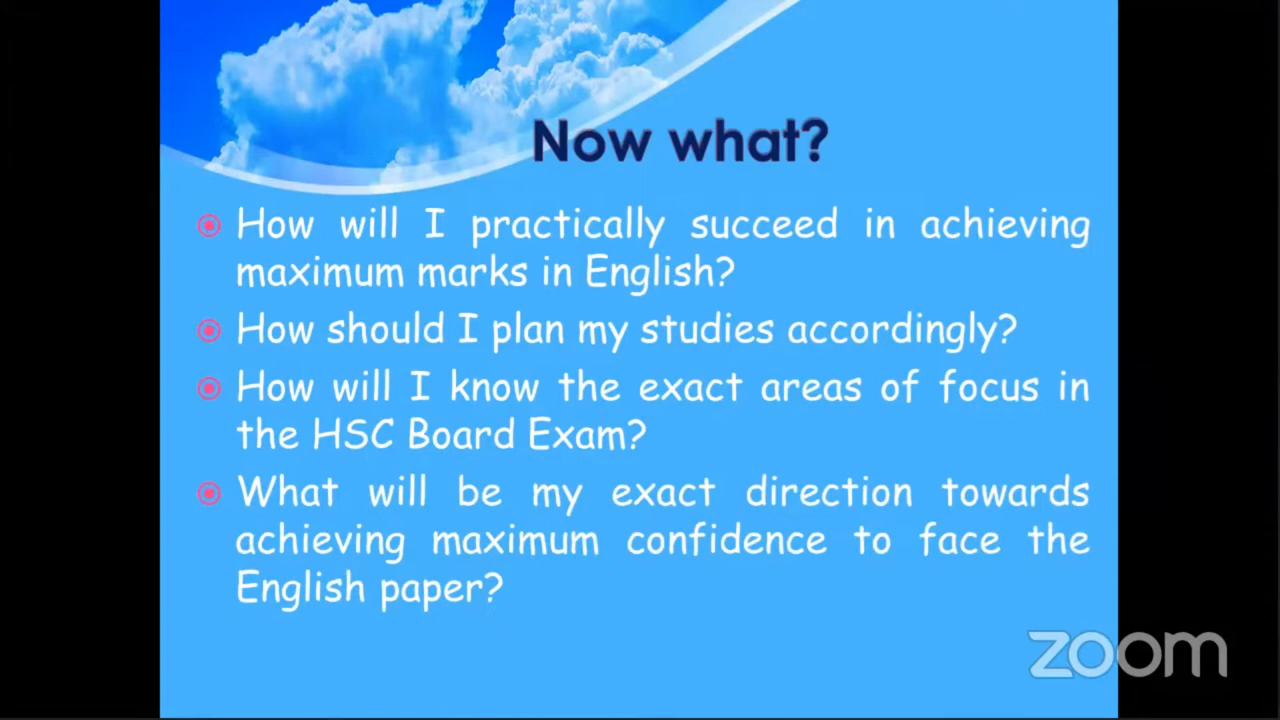 Now what?
How will I practically succeed in achieving
maximum marks in English?
How should I plan my studies accordingly?
How will I know the exact areas of focus in
the HSC Board Exam?
What will be my exact direction towards
achieving maximum confidence to face the
English paper?
zoom